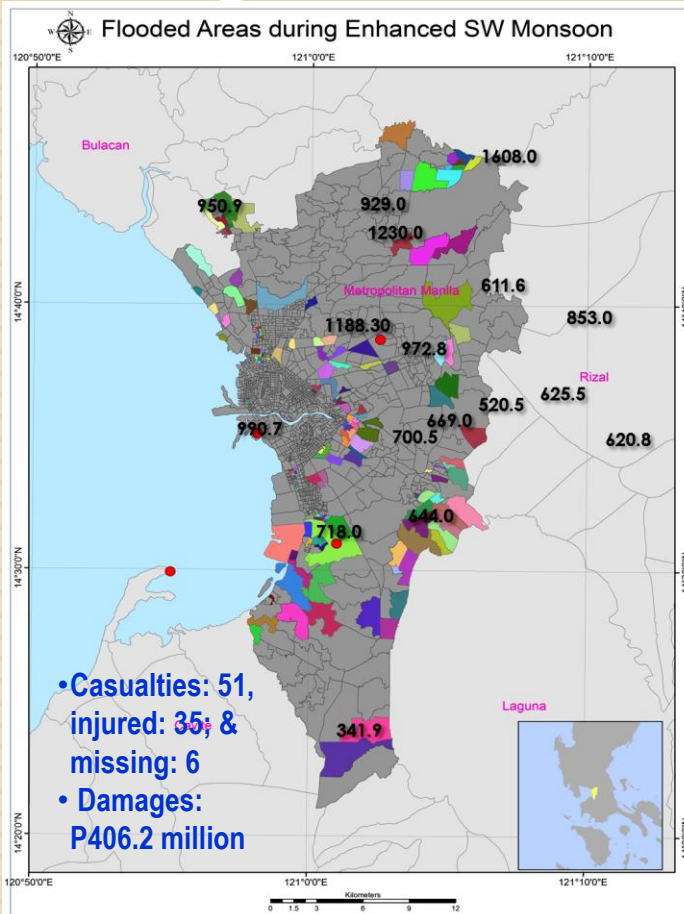 Flooded Areas during Enhanced SW Monsoon
N
W E
S
120°50'0"E 121°0'0"E 121°10'0"E
Bulacan
1608.0
950.9
929.0
1230.0
611.6
Metropolitan Manila
14°40'0"N
853.0
1188.30
972.8
Rizal
625.5
520.5
669.0
990.7
700.5
620.8
644.0
718.0
14°30'0"N 14°30'0"N
•Casualties: 51,
injured: 35; &
missing: 6
• Damages:
P406.2 million
Cavite
Laguna
341.9
14°20'0"N
120°50'0"E 121°0'0"E 121°10'0"E
Kilometers
0 1.5 3 6 9 12